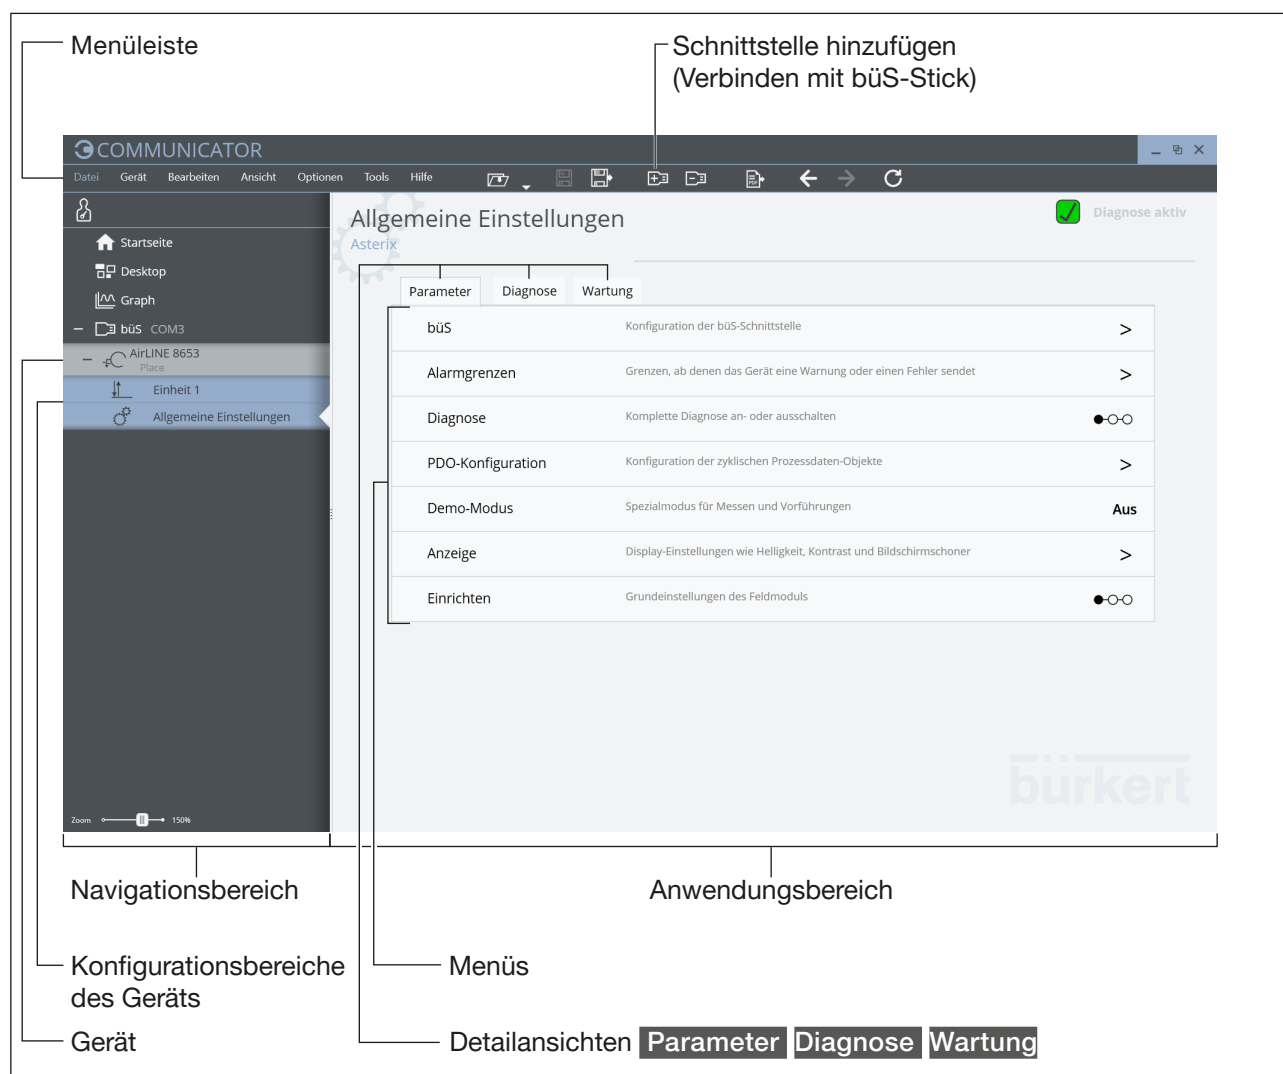 Menüleiste
Schnittstelle hinzufügen
(Verbinden mit büS-Stick)
COMMUNICATOR
Datei Gerät Bearbeiten Ansicht Optionen Tools Hilfe
PDF
Allgemeine Einstellungen
Asterix
Diagnose aktiv
Startseite
Desktop
Graph
büS COM3
AirLINE 8653
Place
Einheit 1
Allgemeine Einstellungen
Parameter Diagnose Wartung
büS Konfiguration der büS-Schnittstelle >
Alarmgrenzen Grenzen, ab denen das Gerät eine Warnung oder einen Fehler sendet >
Diagnose Komplette Diagnose an- oder ausschalten
PDO-Konfiguration Konfiguration der zyklischen Prozessdaten-Objekte >
Demo-Modus Spezialmodus für Messen und Vorführungen Aus
Anzeige Display-Einstellungen wie Helligkeit, Kontrast und Bildschirmschoner >
Einrichten Grundeinstellungen des Feldmoduls
bürkert
Zoom 150%
Navigationsbereich
Anwendungsbereich
Konfigurationsbereiche
des Geräts
Menüs
Gerät
Detailansichten Parameter Diagnose Wartung